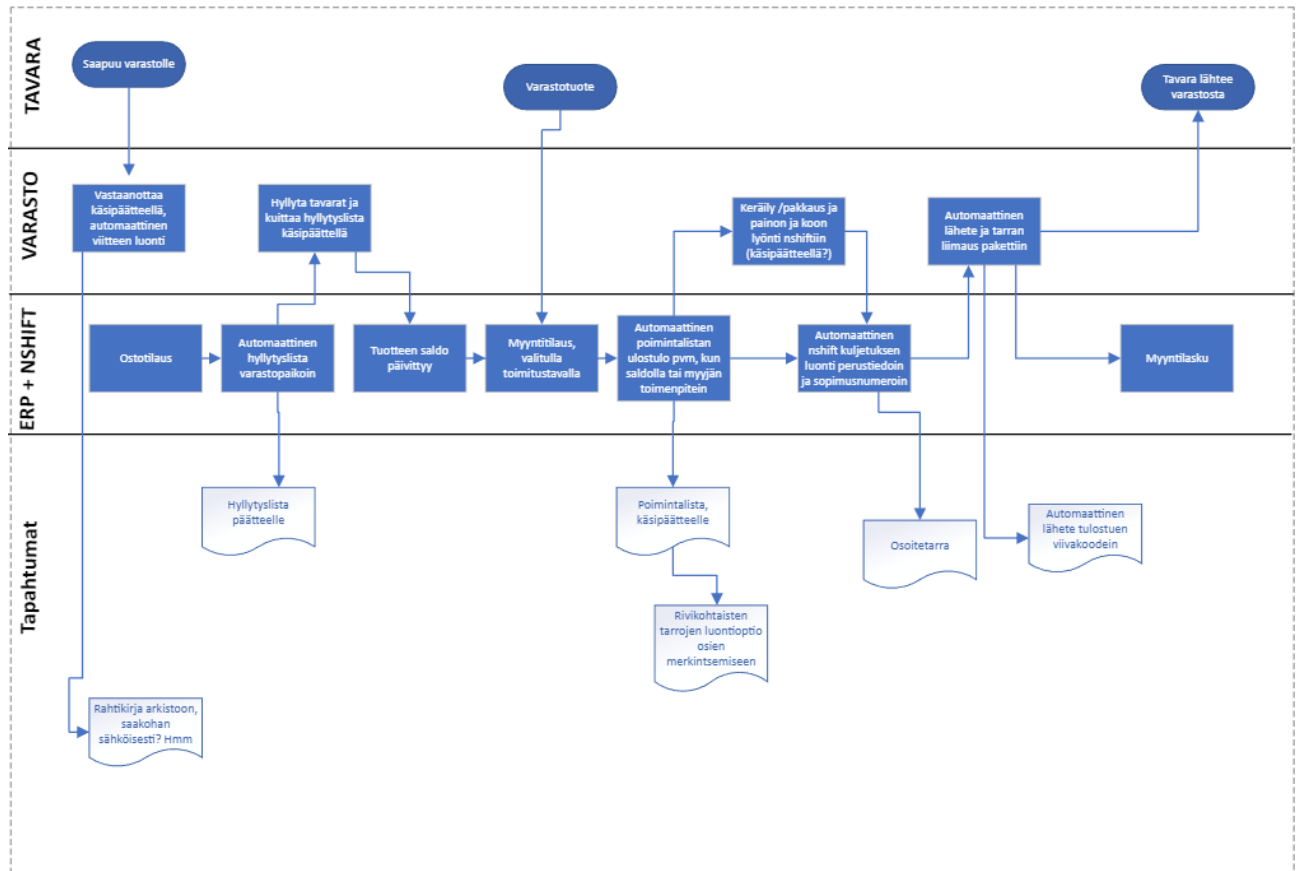 TAVARA
Saapuu varastolle
Varastotuote
Tavara lähtee
varastosta
VARASTO
Vastaanottaa
käsipäätteellä,
automaattinen
viitteen luonti
Hyllyta tavarat ja
kuittaa hyllytyslista
käsipäättellä
Keräily /pakkaus ja
painon ja koon
lyönti nshiftiin
(käsipäätteellä?)
Automaattinen
lähete ja tarran
liimaus pakettiin
ERP + NSHIFT
Ostotilaus
Automaattinen
hyllytyslista
varastopaikoin
Tuotteen saldo
päivittyy
Myyntitilaus,
valitulla
toimitustavalla
Automaattinen
poimintalistan
ulostulo pvm, kun
saldolla tai myyjän
toimenpitein
Automaattinen
nshift kuljetuksen
luonti perustiedoin
ja sopimusnumeroin
Myyntilasku
Tapahtumat
Hyllytyslista
päätteelle
Poimintalista,
käsipäätteelle
Osoitetarra
Automaattinen
lähete tulostuen
viivakoodein
Rivikohtaisten
tarrojen luontioptio
osien
merkintsemiseen
Rahtikirja arkistoon,
saakohan
sähköisesti? Hmm